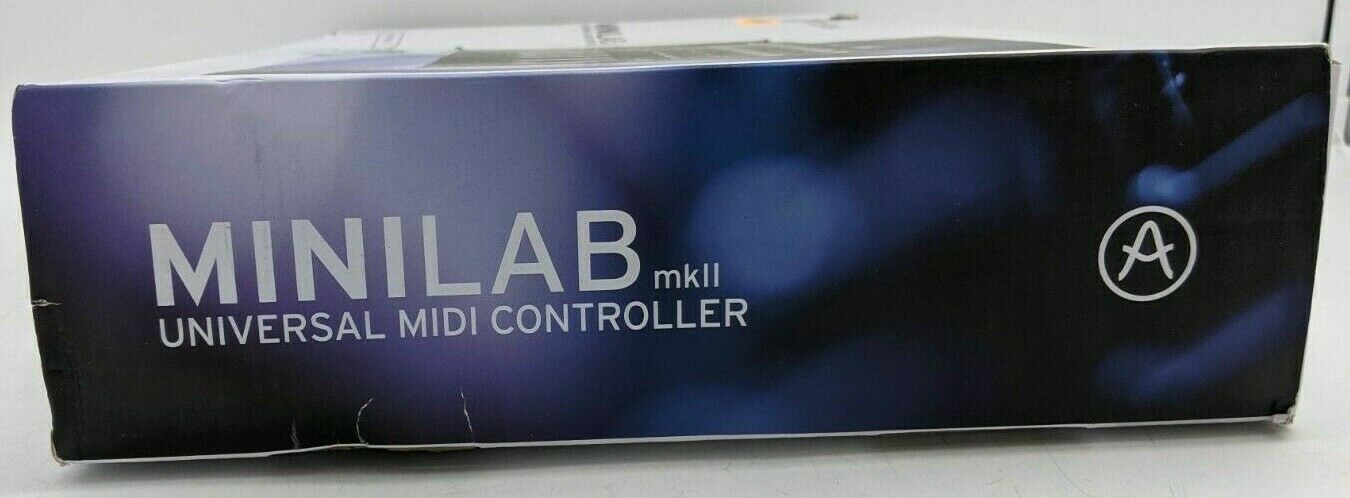 MINILAB mkII
UNIVERSAL MIDI CONTROLLER